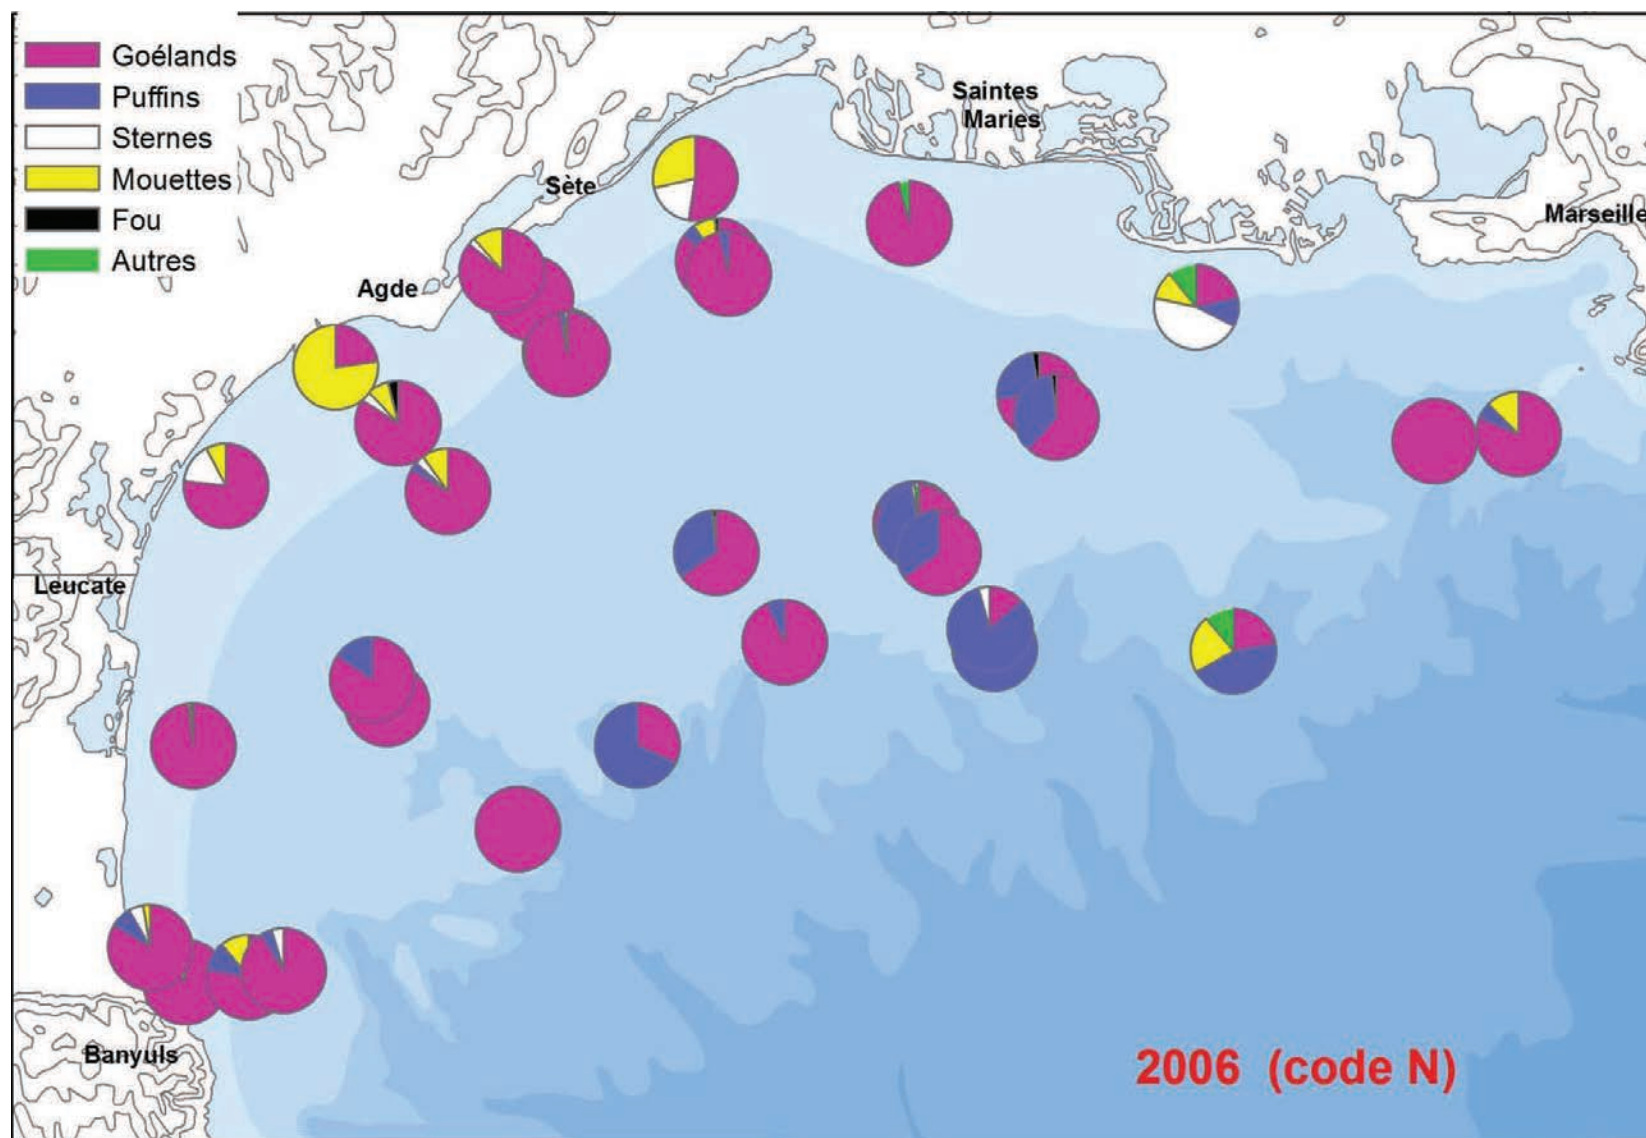 Goélands
Puffins
Sternes
Mouettes
Fou
Autres
Saintes
Maries
Sète
Marseille
Agde
Leucate
Banyuls
2006 (code N)